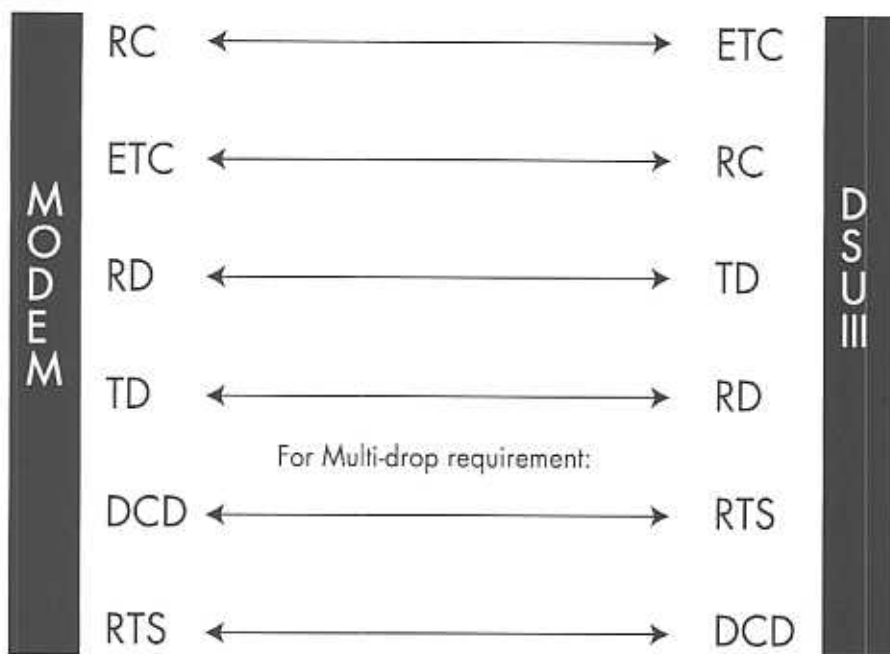 RC ETC
ETC RC
MODEM
DSU III
RD TD
TD RD
For Multi-drop requirement:
DCD RTS
RTS DCD